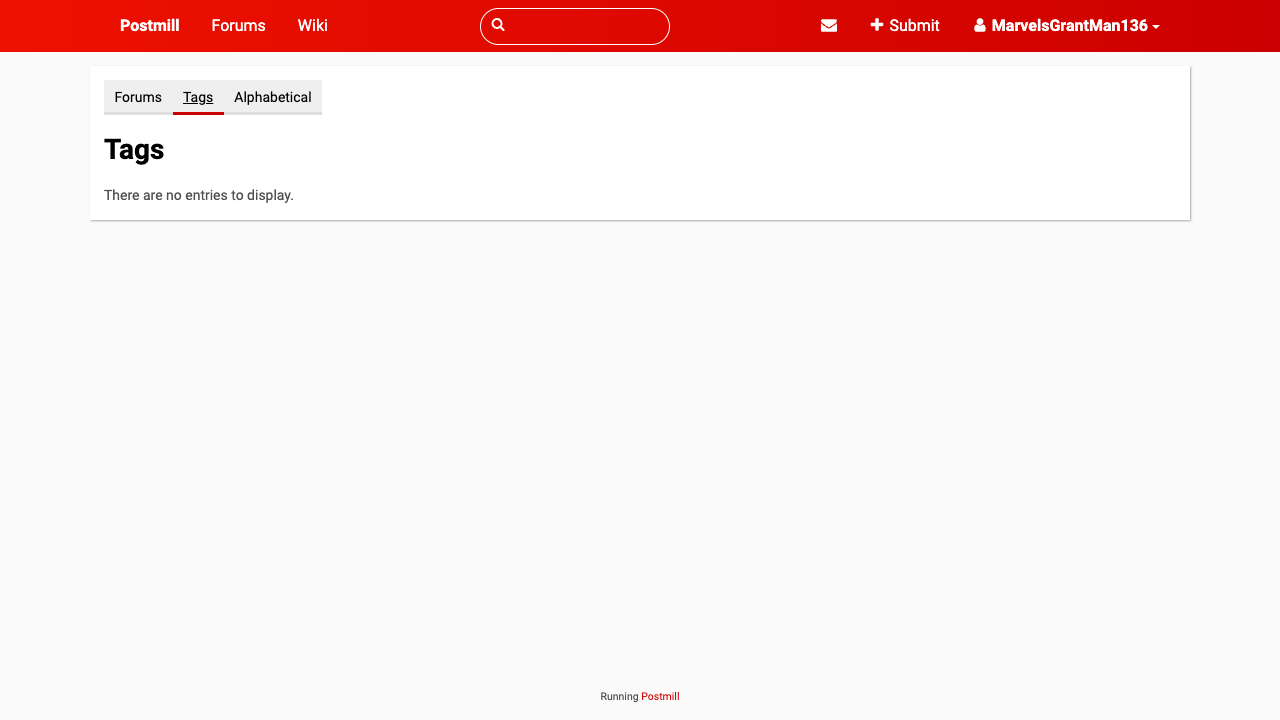 Postmill Forums Wiki Submit MarvelsGrantMan136
Forums Tags Alphabetical
Tags
There are no entries to display.
Running Postmill